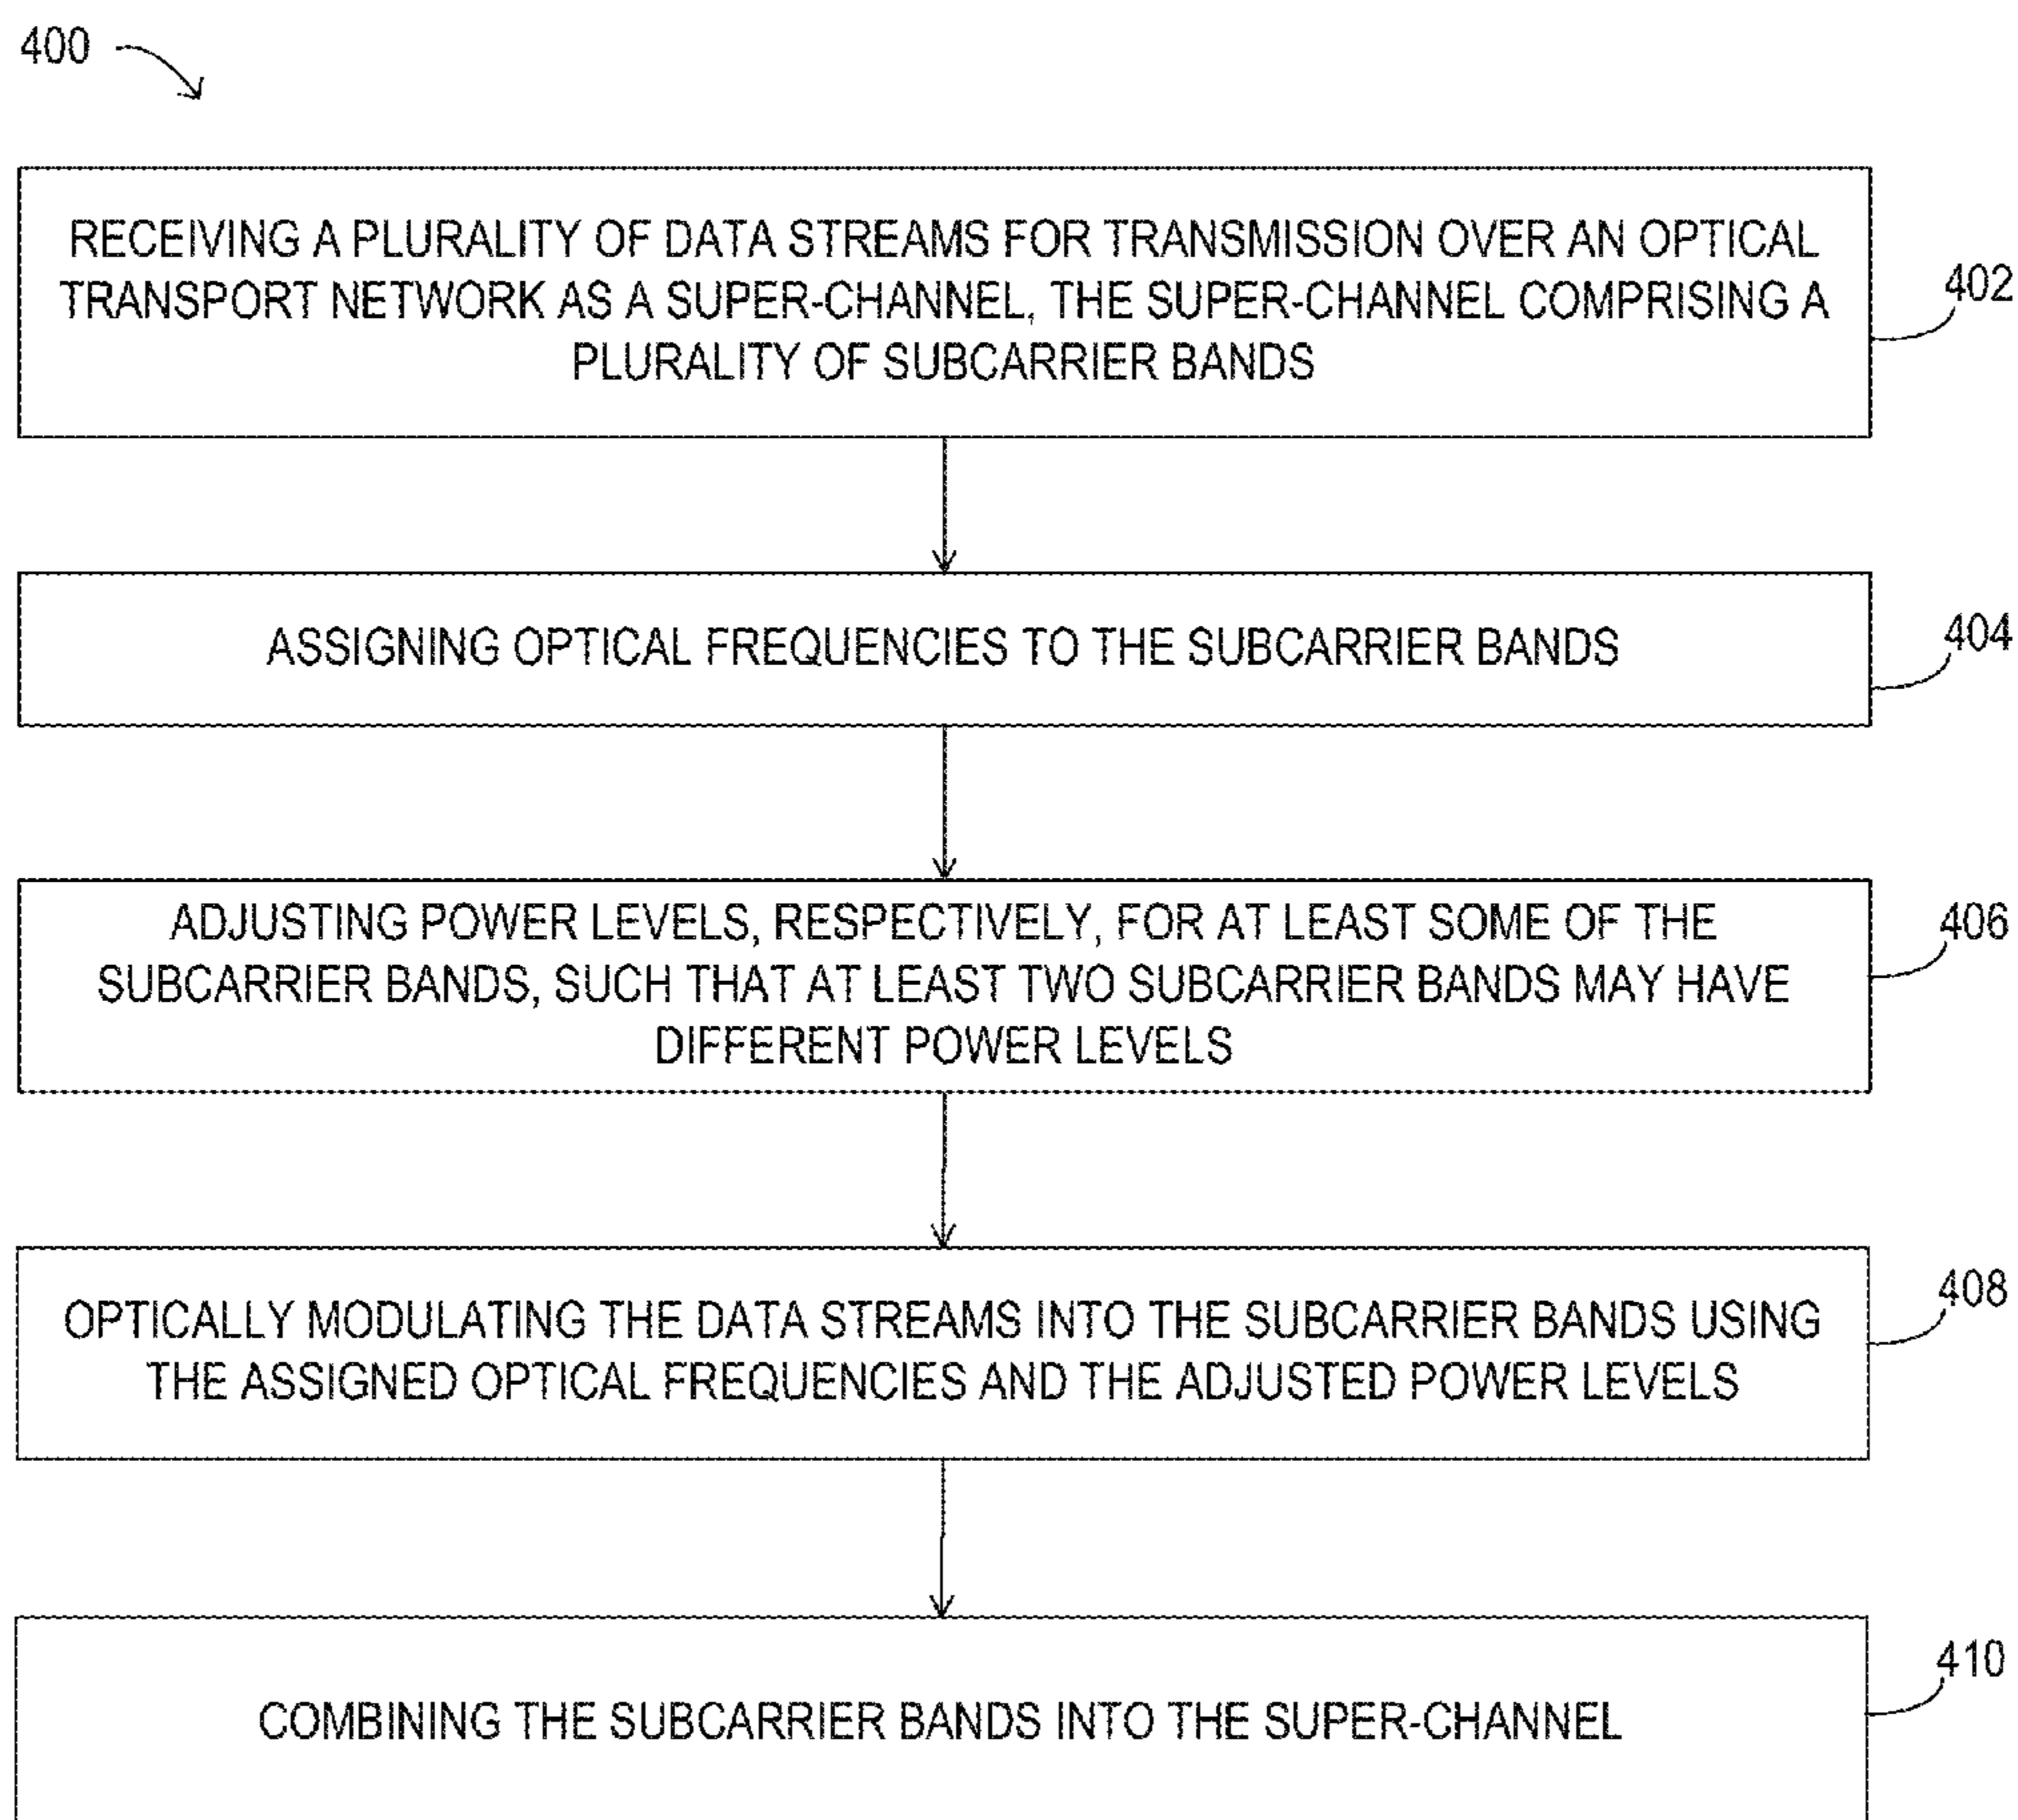 400
RECEIVING A PLURALITY OF DATA STREAMS FOR TRANSMISSION OVER AN OPTICAL
TRANSPORT NETWORK AS A SUPER-CHANNEL, THE SUPER-CHANNEL COMPRISING A
PLURALITY OF SUBCARRIER BANDS
402
ASSIGNING OPTICAL FREQUENCIES TO THE SUBCARRIER BANDS
404
ADJUSTING POWER LEVELS, RESPECTIVELY, FOR AT LEAST SOME OF THE
SUBCARRIER BANDS, SUCH THAT AT LEAST TWO SUBCARRIER BANDS MAY HAVE
DIFFERENT POWER LEVELS
406
OPTICALLY MODULATING THE DATA STREAMS INTO THE SUBCARRIER BANDS USING
THE ASSIGNED OPTICAL FREQUENCIES AND THE ADJUSTED POWER LEVELS
408
COMBINING THE SUBCARRIER BANDS INTO THE SUPER-CHANNEL
410